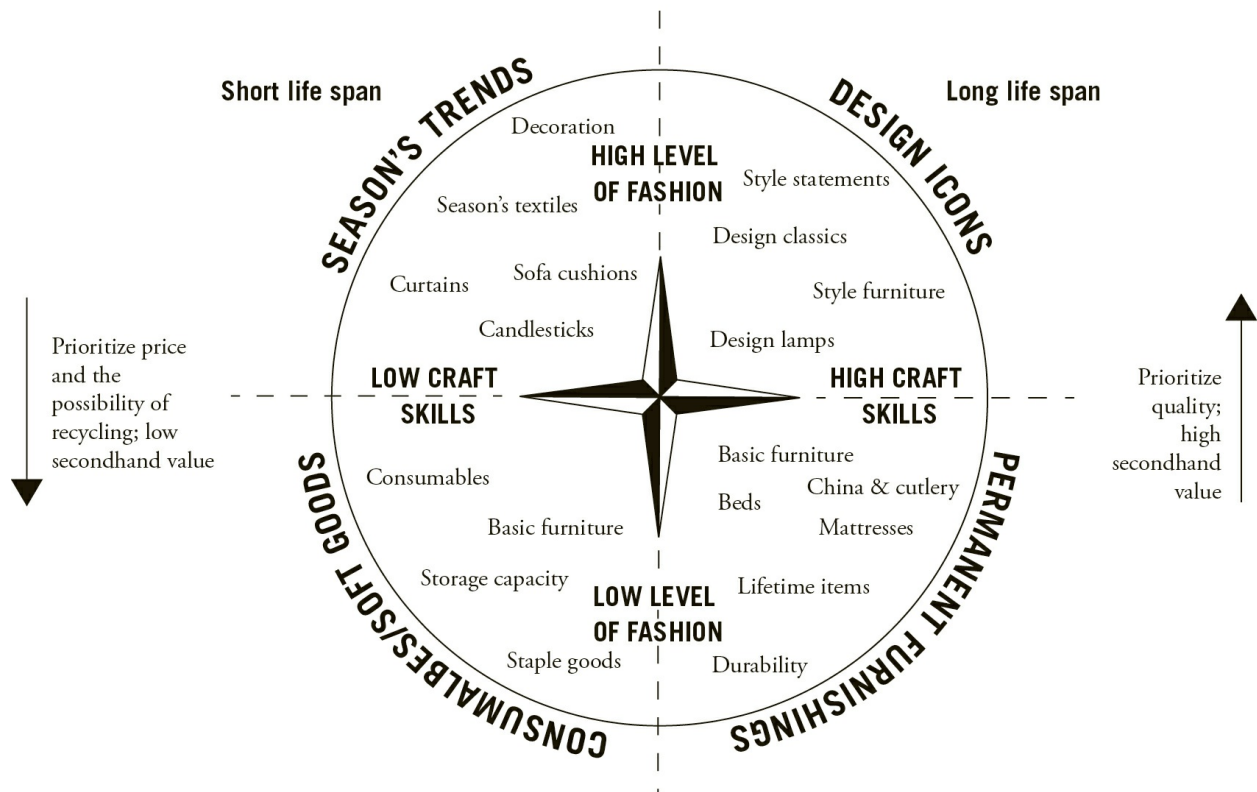 Short life span
SEASON'S TRENDS
DESIGN ICONS
Long life span
Decoration
HIGH LEVEL
OF FASHION
Style statements
Season's textiles
Design classics
Curtains
Sofa cushions
Style furniture
Candlesticks
Design lamps
Prioritize price
and the
possibility of
recycling; low
secondhand value
LOW CRAFT
SKILLS
HIGH CRAFT
SKILLS
Prioritize
quality;
high
secondhand
value
Consumables
Basic furniture
Storage capacity
Staple goods
Basic furniture
China & cutlery
Beds
Mattresses
Lifetime items
Durability
LOW LEVEL
OF FASHION
CONSUMALBES/SOFT GOODS
PERMANENT FURNISHINGS